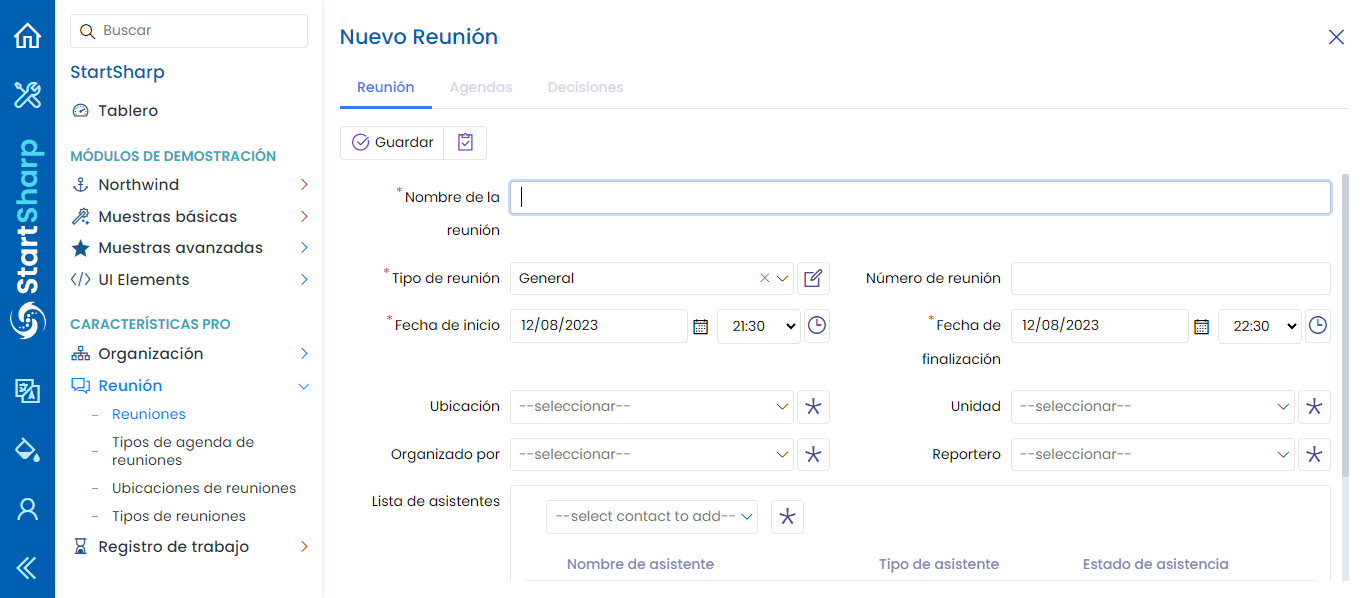 StartSharp
Buscar
StartSharp
Tablero
MÓDULOS DE DEMOSTRACIÓN
Northwind
Muestras básicas
Muestras avanzadas
UI Elements
CARACTERÍSTICAS PRO
Organización
Reunión
Reuniones
Tipos de agenda de
reuniones
Ubicaciones de reuniones
Tipos de reuniones
Registro de trabajo
Nuevo Reunión
Reunión Agendas Decisiones
Guardar
*Nombre de la
reunión
*Tipo de reunión General Número de reunión
*Fecha de inicio 12/08/2023 21:30 *Fecha de
finalización 12/08/2023 22:30
Ubicación --seleccionar-- Unidad --seleccionar--
Organizado por --seleccionar-- Reportero --seleccionar--
Lista de asistentes
--select contact to add--
Nombre de asistente Tipo de asistente Estado de asistencia